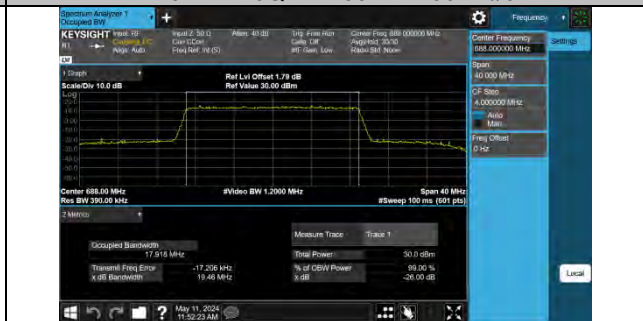 Spectrum Analyzer 1
Occupied BW
Frequency
KEYSIGHT Input: RF
Align: Auto
Input Z: 50 Ω
Corr CCorr
Freq Ref: Int (S)
Atten: 40 dB
Trig: Free Run
Gate: Off
#IF Gain: Low
Center Freq: 688.000000 MHz
Avg|Hold: 30/30
Radio Std: None
Center Frequency
688.000000 MHz
Settings
Span
40.000 MHz
CF Step
4.000000 MHz
Auto
Man
Freq Offset
0 Hz
1 Graph
Scale/Div 10.0 dB
Ref Lvl Offset 1.79 dB
Ref Value 30.00 dBm
Log
Center 688.00 MHz
Res BW 390.00 kHz
#Video BW 1.2000 MHz
Span 40 MHz
#Sweep 100 ms (601 pts)
2 Metrics
Measure Trace
Trace 1
Occupied Bandwidth
17.918 MHz
Total Power
30.0 dBm
Transmit Freq Error
-17.206 kHz
% of OBW Power
99.00 %
x dB Bandwidth
19.46 MHz
x dB
-26.00 dB
Local
May 11, 2024
11:52:23 AM